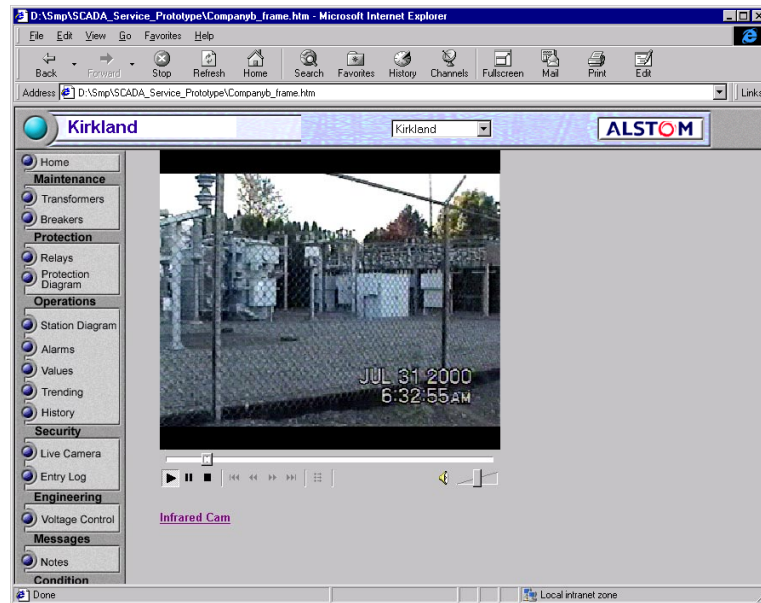 D:\Smp\SCADA_Service_Prototype\Companyb_frame.htm - Microsoft Internet Explorer
File Edit View Go Favorites Help
Back Forward Stop Refresh Home Search Favorites History Channels Fullscreen Mail Print Edit
Address D:\Smp\SCADA_Service_Prototype\Companyb_frame.htm Links
Kirkland Kirkland ALSTOM
Home
Maintenance
Transformers
Breakers
Protection
Relays
Protection
Diagram
Operations
Station Diagram
Alarms
Values
Trending
History
Security
Live Camera
Entry Log
Engineering
Voltage Control
Messages
Notes
Condition
JUL 31 2000
6:32:55AM
Infrared Cam
Done Local intranet zone